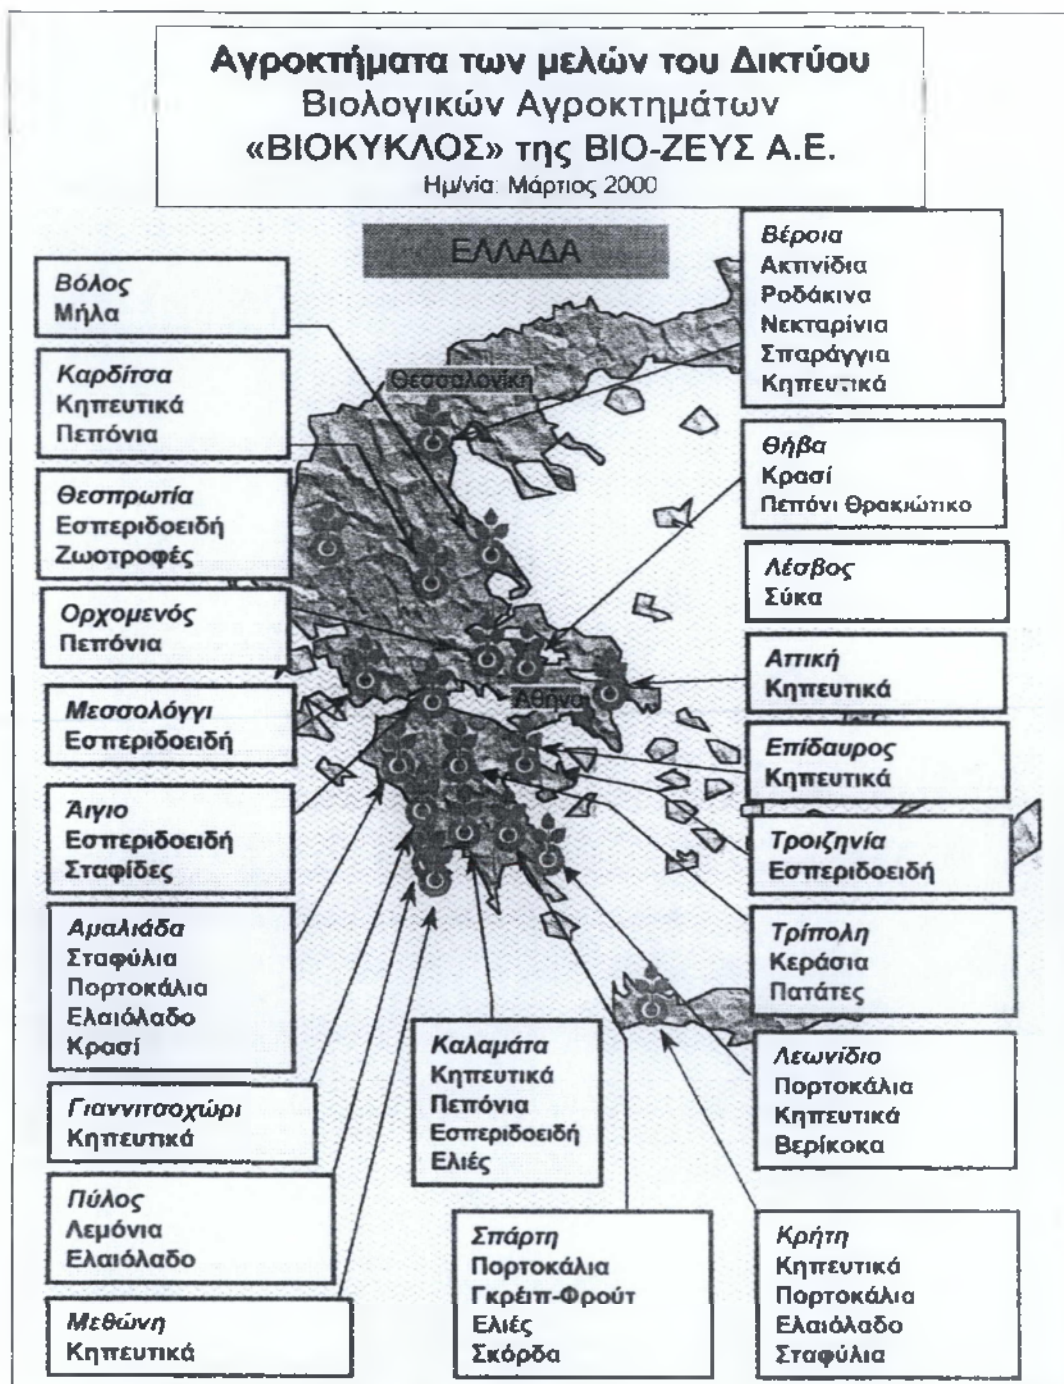 Αγροκτήματα των μελών του Δικτύου
Βιολογικών Αγροκτημάτων
«ΒΙΟΚΥΚΛΟΣ» της ΒΙΟ-ΖΕΥΣ Α.Ε.
Ημ/νία: Μάρτιος 2000
ΕΛΛΑΔΑ
Βόλος
Μήλα
Καρδίτσα
Κηπευτικά
Πεπόνια
Θεσπρωτία
Εσπεριδοειδή
Ζωοτροφές
Ορχομενός
Πεπόνια
Μεσσολόγγι
Εσπεριδοειδή
Άιγιο
Εσπεριδοειδή
Σταφίδες
Αμαλιάδα
Σταφύλια
Πορτοκάλια
Ελαιόλαδο
Κρασί
Γιαννιτσοχώρι
Κηπευτικά
Πύλος
Λεμόνια
Ελαιόλαδο
Μεθώνη
Κηπευτικά
Θεσσαλονίκη
Αθήνα
Καλαμάτα
Κηπευτικά
Πεπόνια
Εσπεριδοειδή
Ελιές
Σπάρτη
Πορτοκάλια
Γκρέιπ-Φρούτ
Ελιές
Σκόρδα
Βέροια
Ακτινίδια
Ροδάκινα
Νεκταρίνια
Σπαράγγια
Κηπευτικά
Θήβα
Κρασί
Πεπόνι Θρακιώτικο
Λέσβος
Σύκα
Αττική
Κηπευτικά
Επίδαυρος
Κηπευτικά
Τροιζηνία
Εσπεριδοειδή
Τρίπολη
Κεράσια
Πατάτες
Λεωνίδιο
Πορτοκάλια
Κηπευτικά
Βερίκοκα
Κρήτη
Κηπευτικά
Πορτοκάλια
Ελαιόλαδο
Σταφύλια